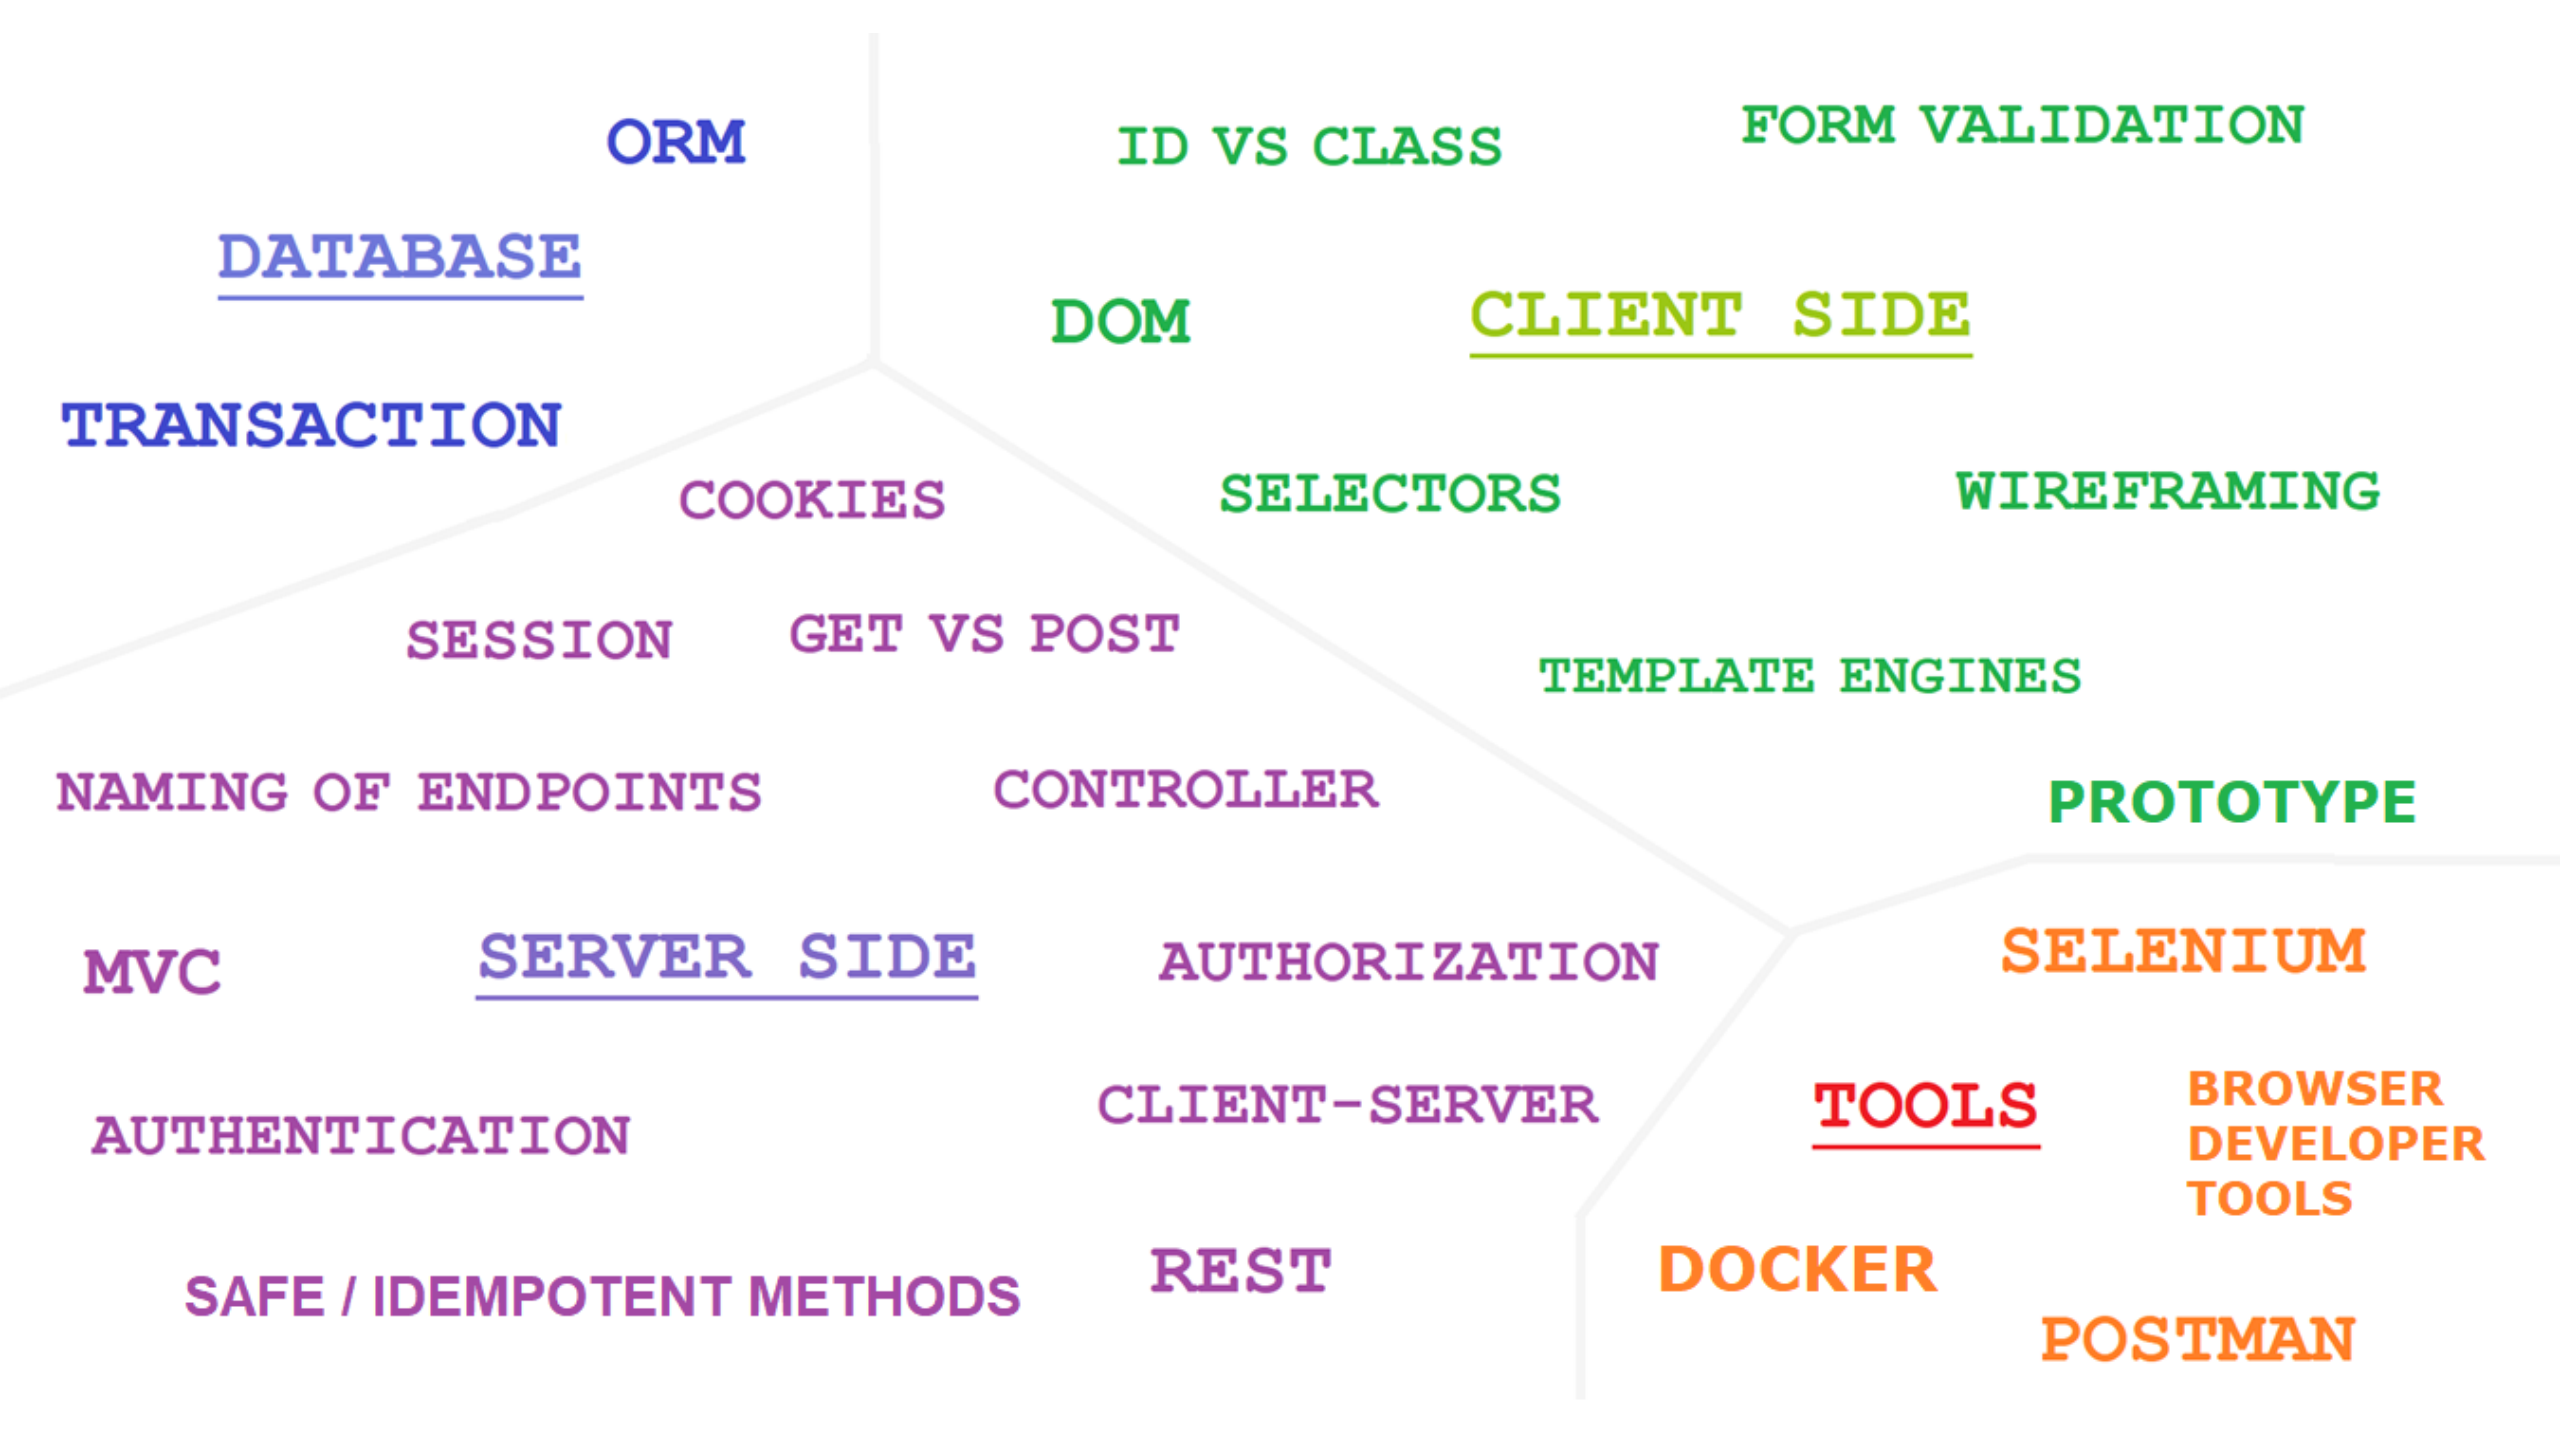 ORM
DATABASE
TRANSACTION
ID VS CLASS
FORM VALIDATION
DOM
CLIENT SIDE
SELECTORS
WIREFRAMING
TEMPLATE ENGINES
PROTOTYPE
COOKIES
SESSION
GET VS POST
NAMING OF ENDPOINTS
CONTROLLER
MVC
SERVER SIDE
AUTHORIZATION
AUTHENTICATION
CLIENT-SERVER
SAFE / IDEMPOTENT METHODS
REST
SELENIUM
TOOLS
BROWSER
DEVELOPER
TOOLS
DOCKER
POSTMAN